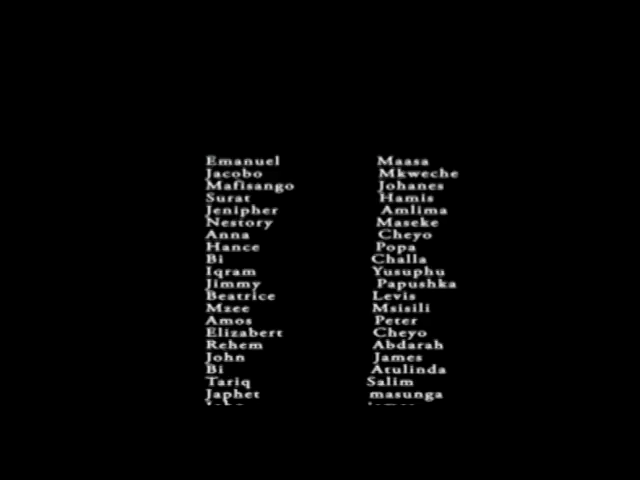 Emanuel Maasa
Jacobo Mkweche
Mafisango Johanes
Surat Hamis
Jenipher Amlima
Nestory Maseke
Anna Cheyo
Hance Popa
Bi Challa
Iqram Yusuphu
Jimmy Papushka
Beatrice Levis
Mzee Msisili
Amos Peter
Elizabert Cheyo
Rehem Abdarah
John James
Bi Atulinda
Tariq Salim
Japhet masunga